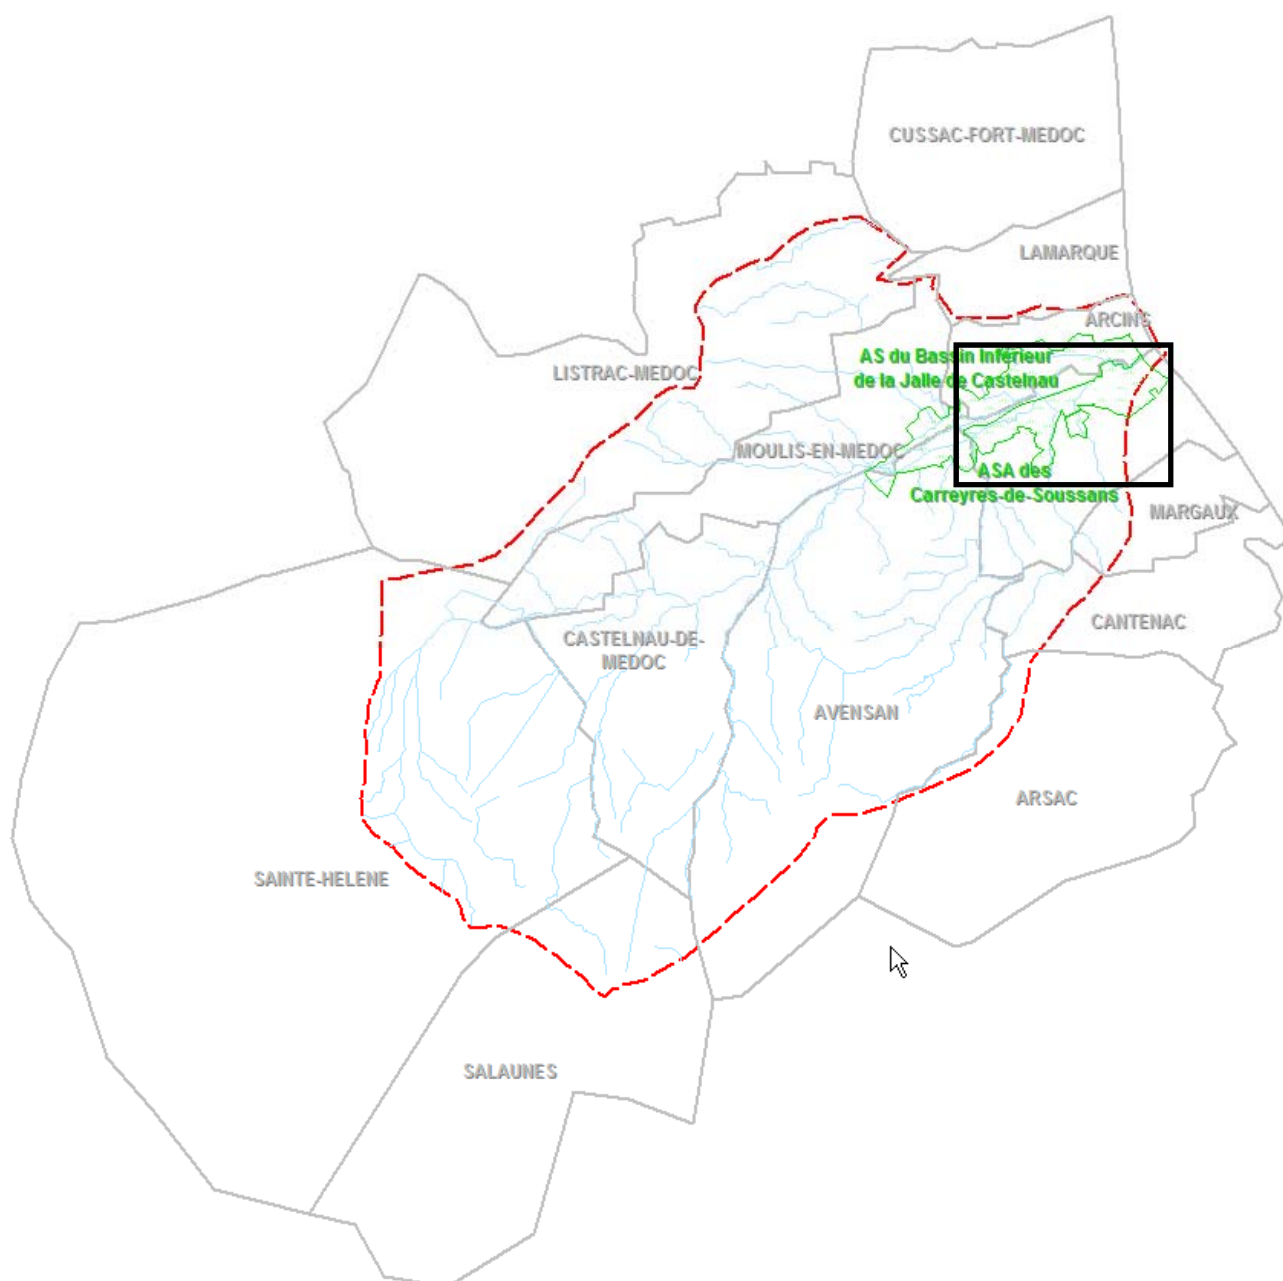 CUSSAC-FORT-MEDOC
LAMARQUE
ARCINS
AS du Bassin Inférieur
de la Jalle de Castelnau
LISTRAC-MEDOC
MOULIS-EN-MEDOC
ASA des
Carreyres-de-Soussans
MARGAUX
CANTENAC
CASTELNAU-DE-
MEDOC
AVENSAN
ARSAC
SAINTE-HELENE
SALAUNES